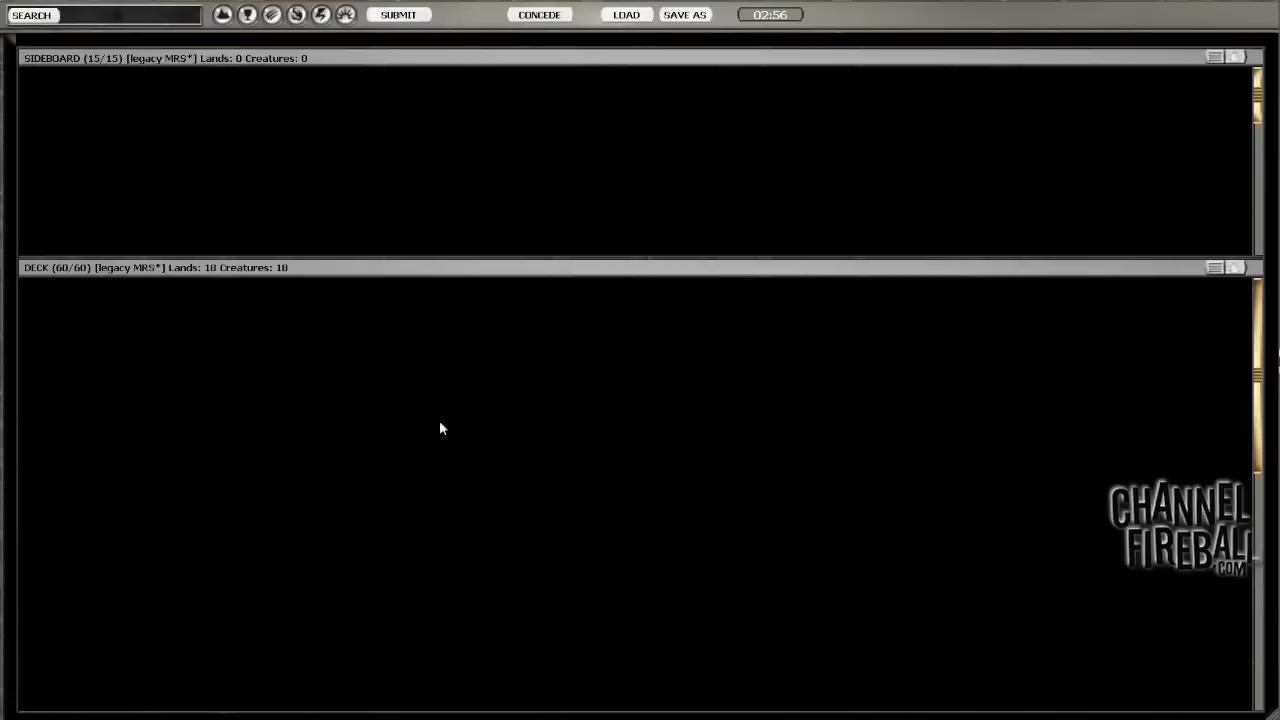 SEARCH SUBMIT CONCEDE LOAD SAVE AS 02:56
SIDEBOARD (15/15) [legacy MRS*] Lands: 0 Creatures: 0
DECK (60/60) [legacy MRS*] Lands: 18 Creatures: 18
CHANNEL
FIREBALL
.COM